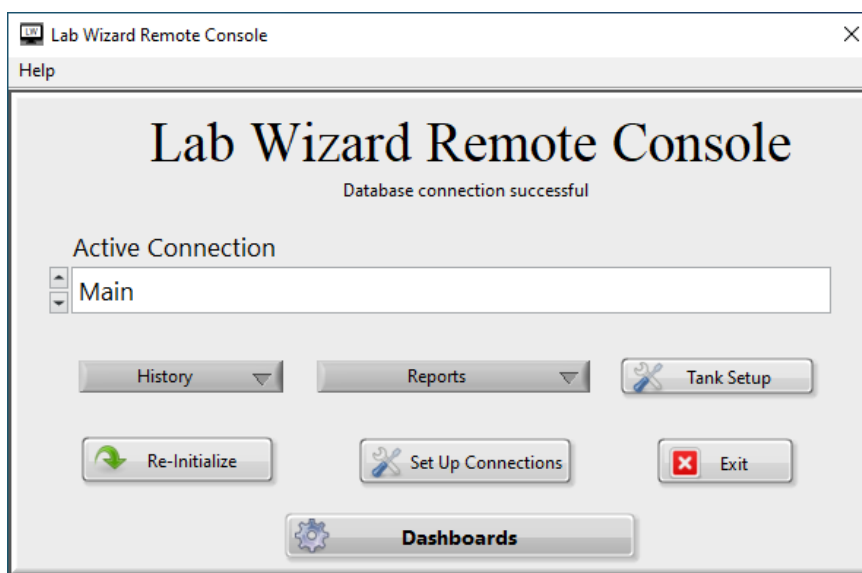 LW
Lab Wizard Remote Console
Help
Lab Wizard Remote Console
Database connection successful
Active Connection
Main
History
Reports
Tank Setup
Re-Initialize
Set Up Connections
Exit
Dashboards